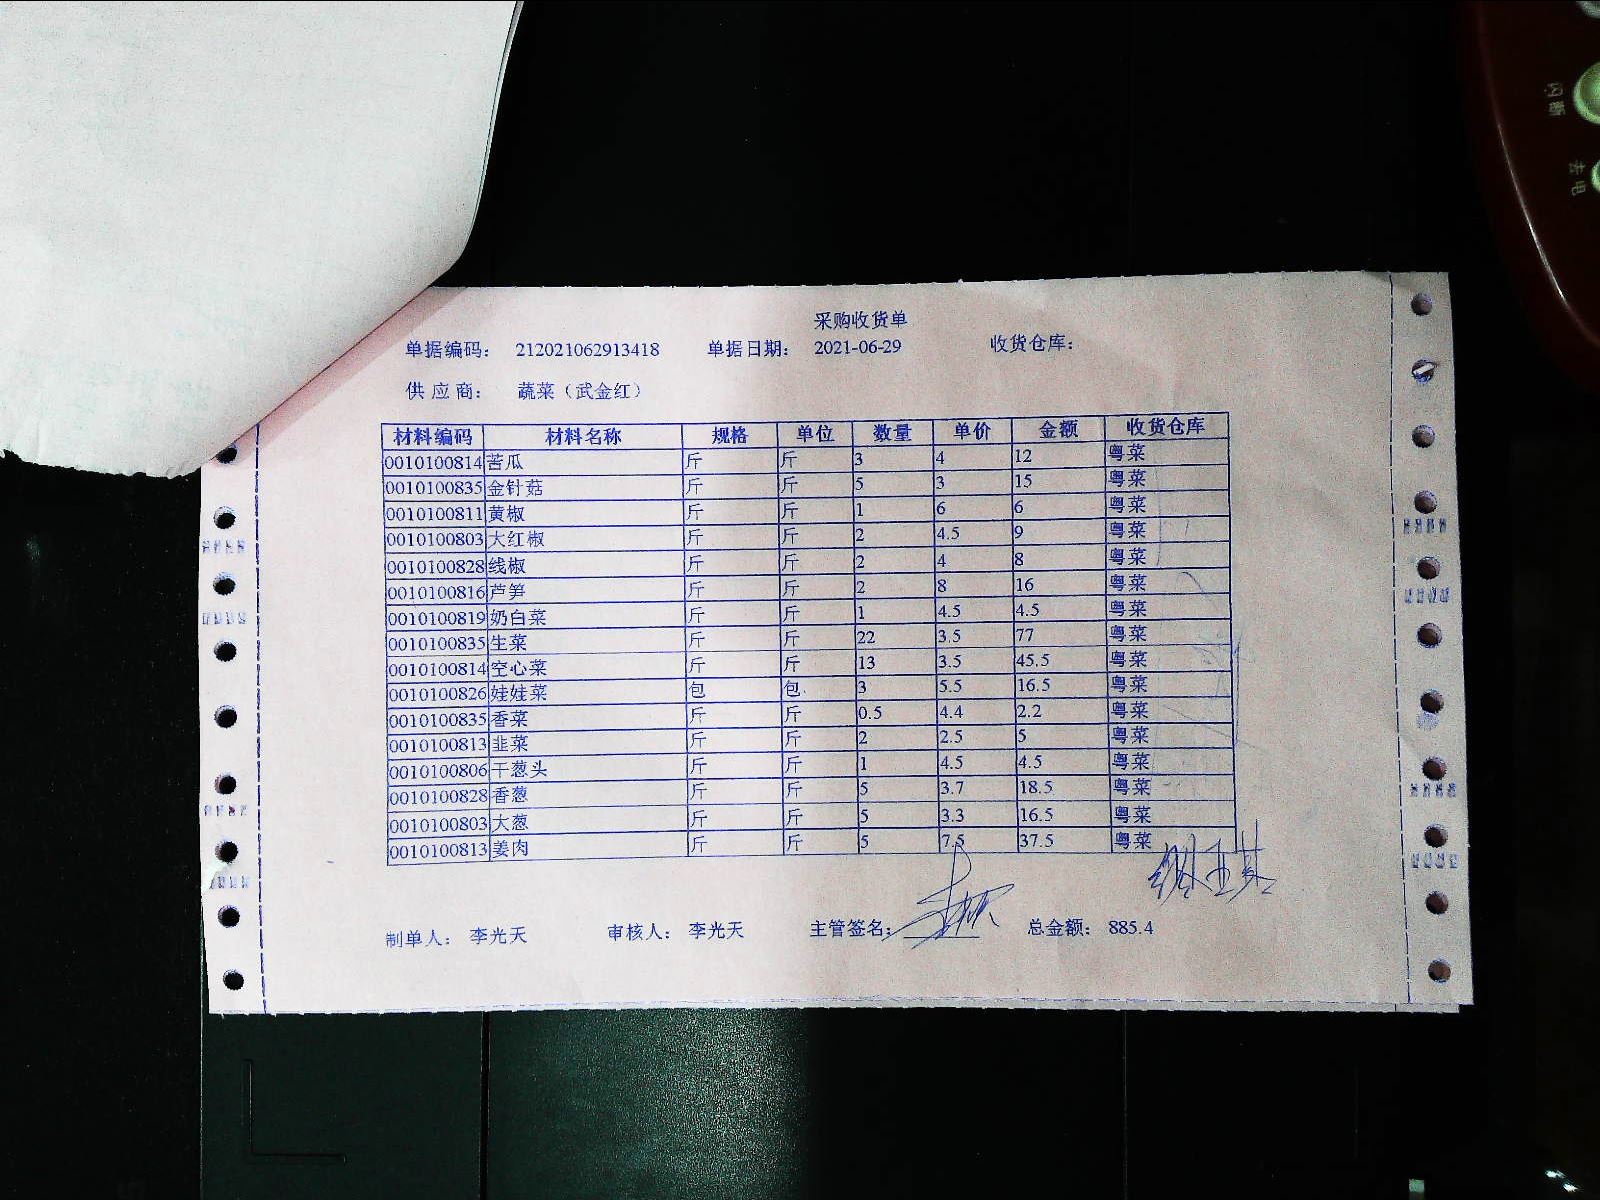 采购收货单
单据编码： 212021062913418 单据日期： 2021-06-29 收货仓库：
供 应 商： 蔬菜（武金红）
材料编码 材料名称 规格 单位 数量 单价 金额 收货仓库
0010100814 苦瓜 斤 斤 3 4 12 粤菜
0010100835 金针菇 斤 斤 5 3 15 粤菜
0010100811 黄椒 斤 斤 1 6 6 粤菜
0010100803 大红椒 斤 斤 2 4.5 9 粤菜
0010100828 线椒 斤 斤 2 4 8 粤菜
0010100816 芦笋 斤 斤 2 8 16 粤菜
0010100819 奶白菜 斤 斤 1 4.5 4.5 粤菜
0010100835 生菜 斤 斤 22 3.5 77 粤菜
0010100814 空心菜 斤 斤 13 3.5 45.5 粤菜
0010100826 娃娃菜 包 包 3 5.5 16.5 粤菜
0010100835 香菜 斤 斤 0.5 4.4 2.2 粤菜
0010100813 韭菜 斤 斤 2 2.5 5 粤菜
0010100806 干葱头 斤 斤 1 4.5 4.5 粤菜
0010100828 香葱 斤 斤 5 3.7 18.5 粤菜
0010100803 大葱 斤 斤 5 3.3 16.5 粤菜
0010100813 姜肉 斤 斤 5 7.5 37.5 粤菜
制单人： 李光天 审核人： 李光天 主管签名： 总金额： 885.4
闪断
去电